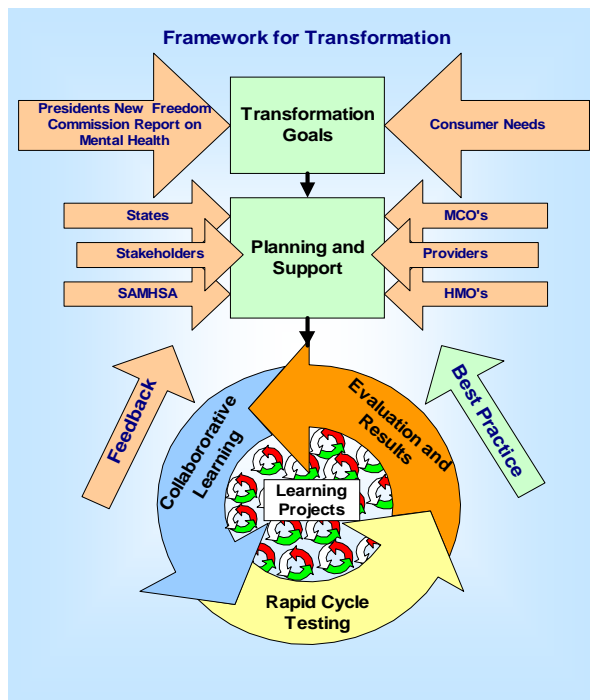 Framework for Transformation
Presidents New Freedom
Commission Report on
Mental Health
Transformation
Goals
Consumer Needs
States
Stakeholders
SAMHSA
Planning and
Support
MCO's
Providers
HMO's
Feedback
Best Practice
Collabororative
Learning
Evaluation and
Results
Learning
Projects
Rapid Cycle
Testing